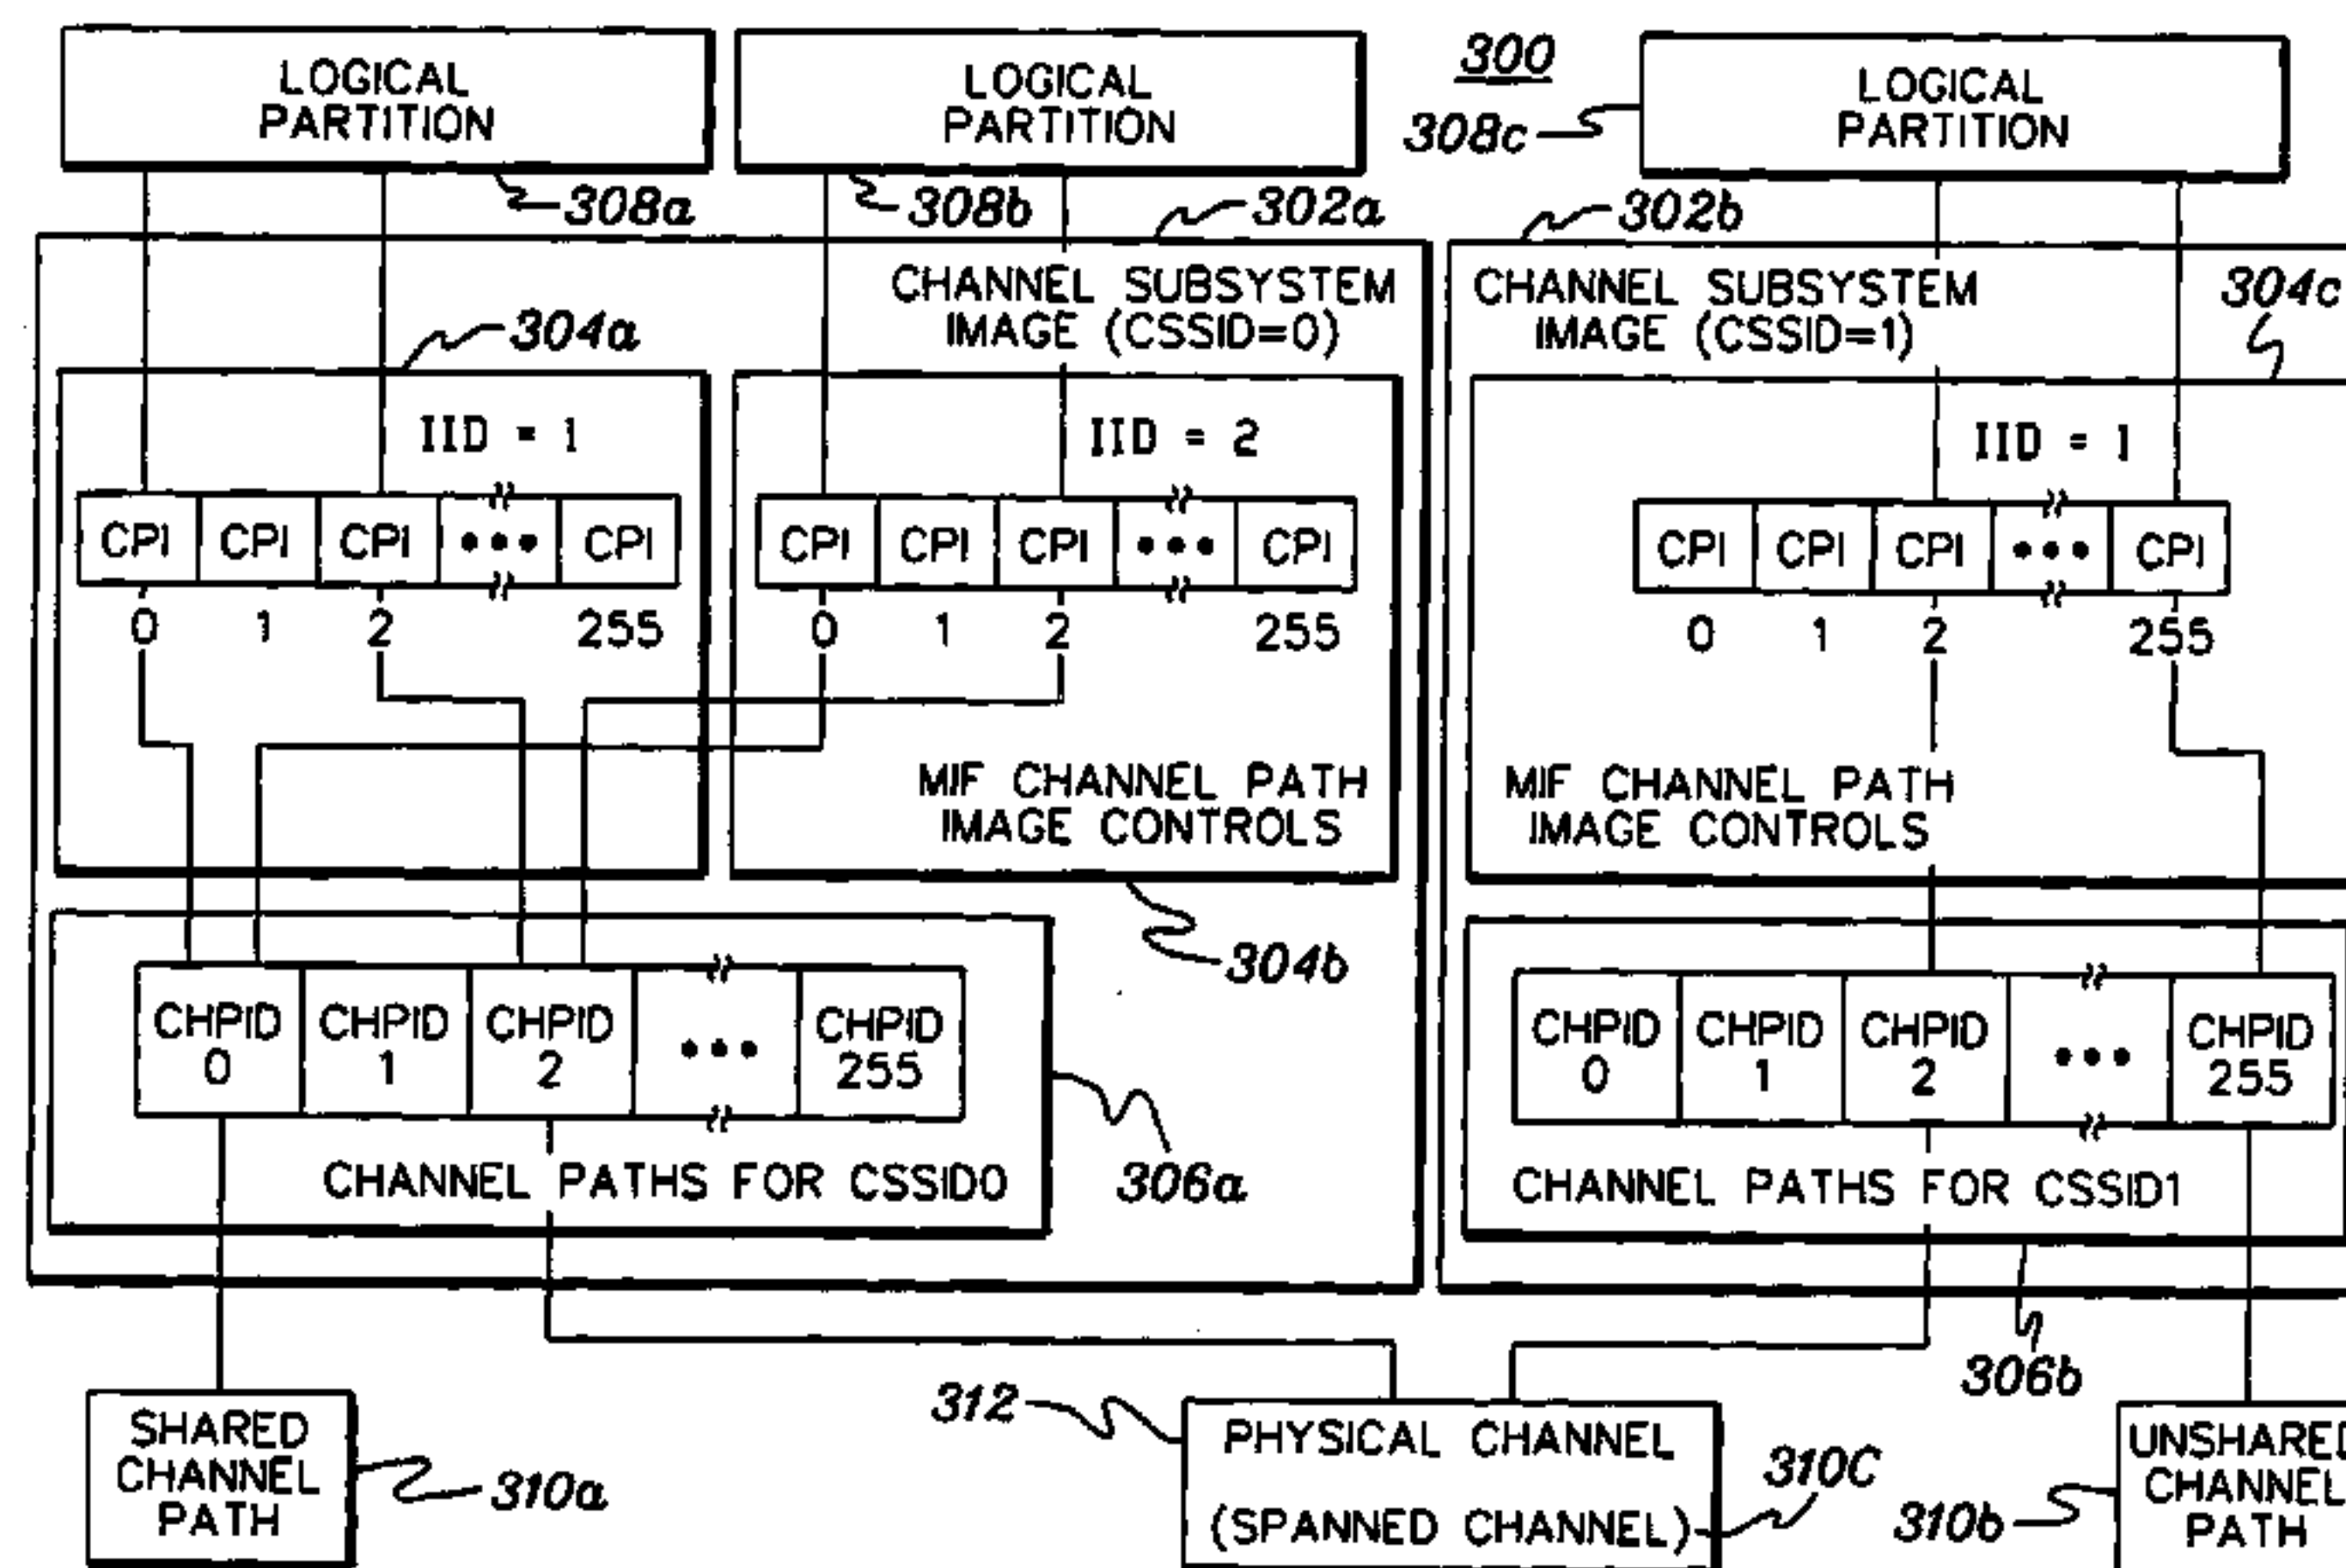 LOGICAL
PARTITION
LOGICAL
PARTITION
300
308c
LOGICAL
PARTITION
308a
308b
302a
302b
CHANNEL SUBSYSTEM
IMAGE (CSSID=0)
CHANNEL SUBSYSTEM
IMAGE (CSSID=1)
304a
304c
IID = 1
IID = 2
IID = 1
CPI CPI CPI ••• CPI
CPI CPI CPI ••• CPI
CPI CPI CPI ••• CPI
0 1 2 255
0 1 2 255
0 1 2 255
MIF CHANNEL PATH
IMAGE CONTROLS
MIF CHANNEL PATH
IMAGE CONTROLS
304b
CHPID CHPID CHPID ••• CHPID
0 1 2 255
CHPID CHPID CHPID ••• CHPID
0 1 2 255
CHANNEL PATHS FOR CSSID0
306a
CHANNEL PATHS FOR CSSID1
306b
SHARED
CHANNEL
PATH
310a
312
PHYSICAL CHANNEL
(SPANNED CHANNEL)
310C
310b
UNSHARED
CHANNEL
PATH